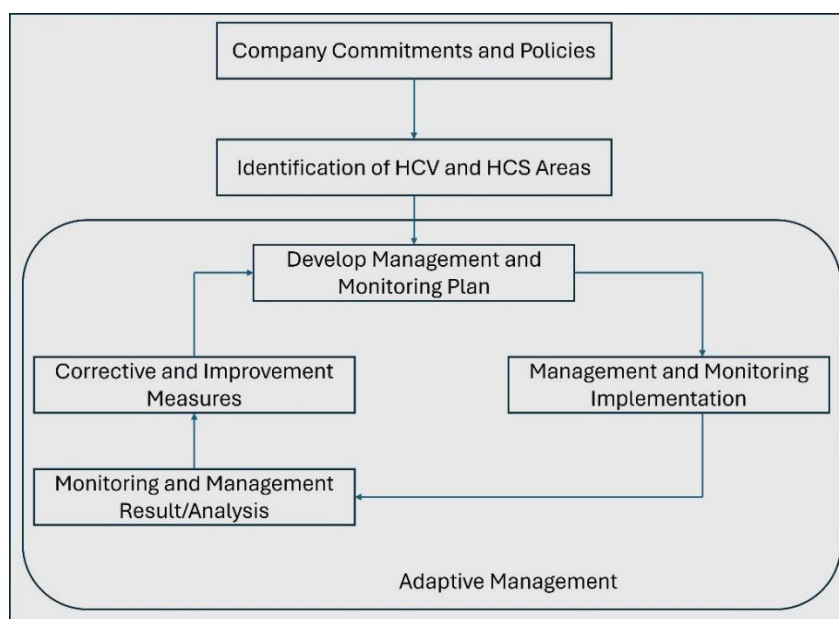 Company Commitments and Policies
Identification of HCV and HCS Areas
Develop Management and
Monitoring Plan
Corrective and Improvement
Measures
Management and Monitoring
Implementation
Monitoring and Management
Result/Analysis
Adaptive Management